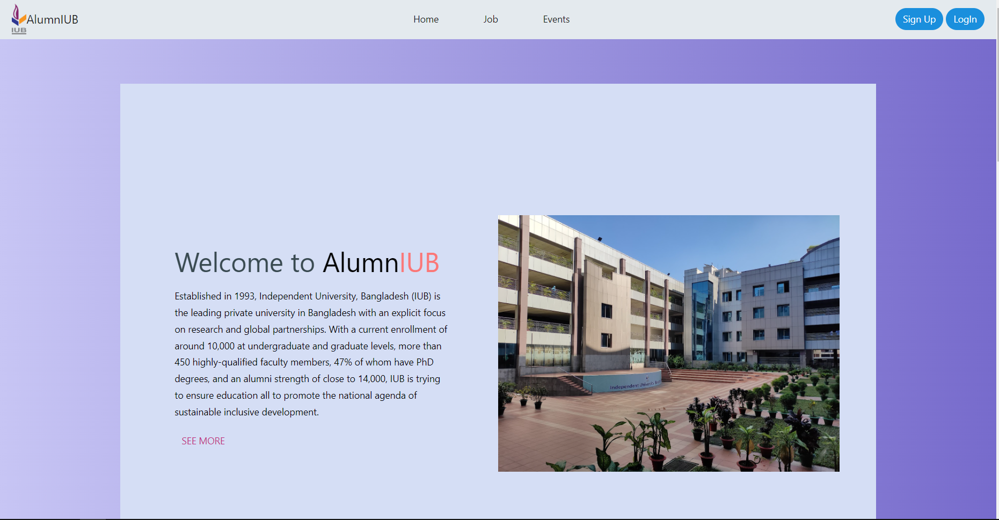 IUB
AlumnIUB
Home
Job
Events
Sign Up
LogIn
Welcome to AlumnIUB
Established in 1993, Independent University, Bangladesh (IUB) is
the leading private university in Bangladesh with an explicit focus
on research and global partnerships. With a current enrollment of
around 10,000 at undergraduate and graduate levels, more than
450 highly-qualified faculty members, 47% of whom have PhD
degrees, and an alumni strength of close to 14,000, IUB is trying
to ensure education all to promote the national agenda of
sustainable inclusive development.
SEE MORE
Independent University